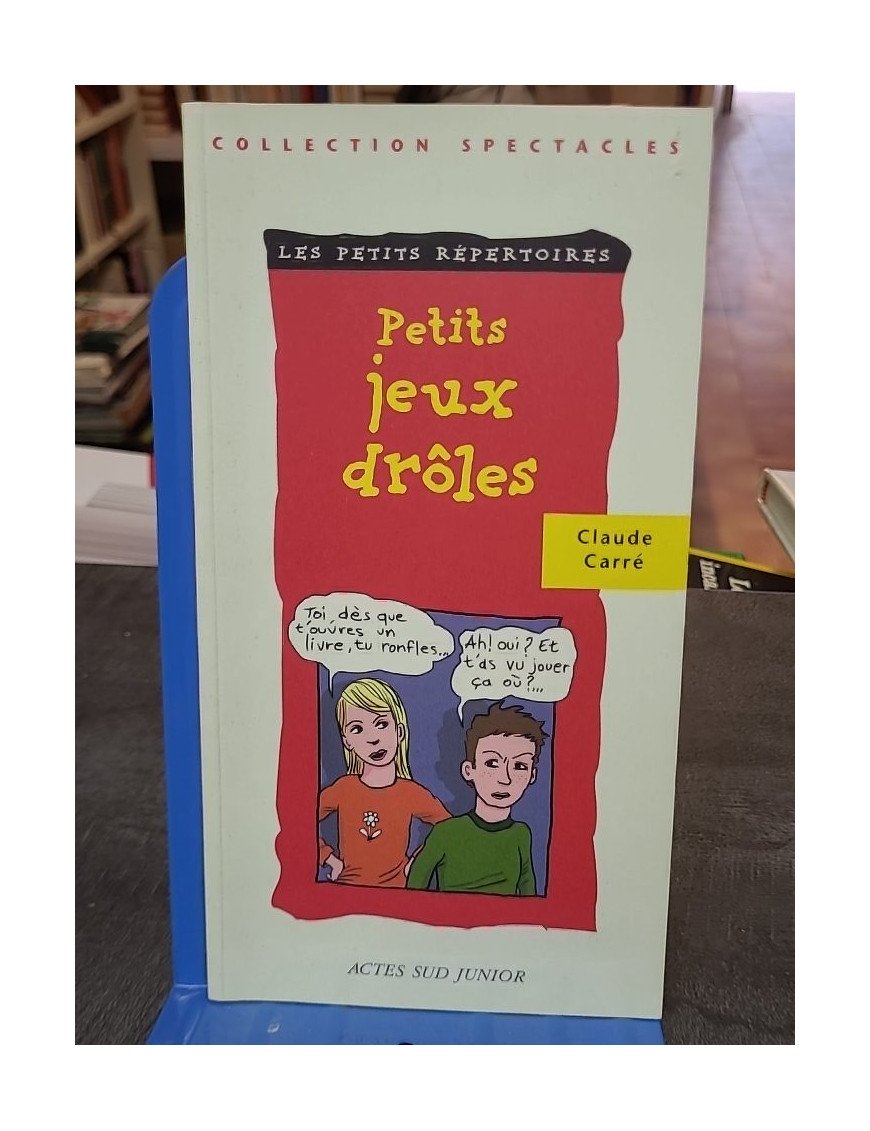 COLLECTION SPECTACLES
LES PETITS RÉPERTOIRES
Petits
jeux
drôles
Claude
Carré
Toi, dès que
t'ouvres un
livre, tu ronfles...
Ah! oui? Et
t'as vu jouer
ça où?...
ACTES SUD JUNIOR